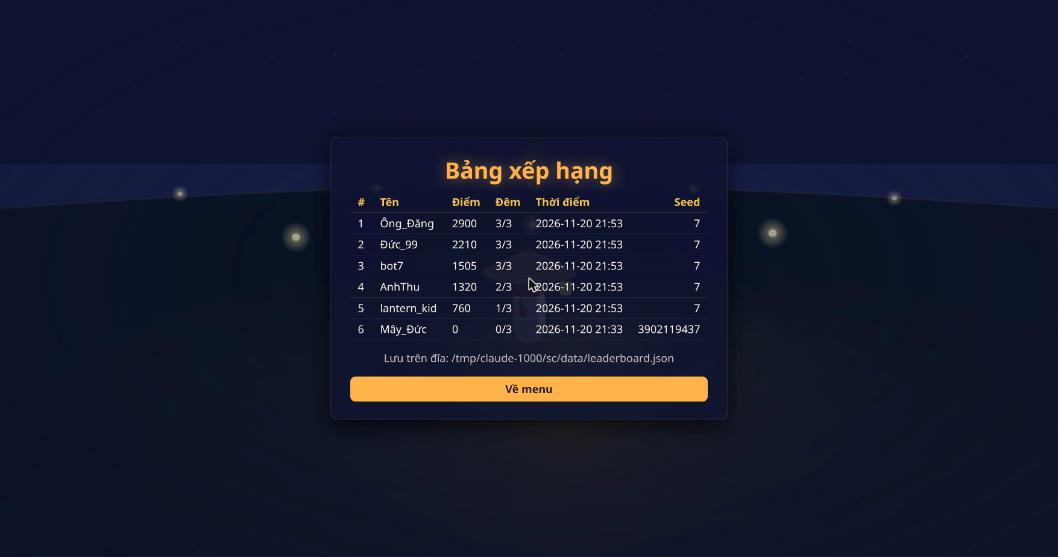 Bảng xếp hạng
# Tên Điểm Đêm Thời điểm Seed
1 Ông_Đăng 2900 3/3 2026-11-20 21:53 7
2 Đức_99 2210 3/3 2026-11-20 21:53 7
3 bot7 1505 3/3 2026-11-20 21:53 7
4 AnhThu 1320 2/3 2026-11-20 21:53 7
5 lantern_kid 760 1/3 2026-11-20 21:53 7
6 Mây_Đức 0 0/3 2026-11-20 21:33 3902119437
Lưu trên đĩa: /tmp/claude-1000/sc/data/leaderboard.json
Về menu